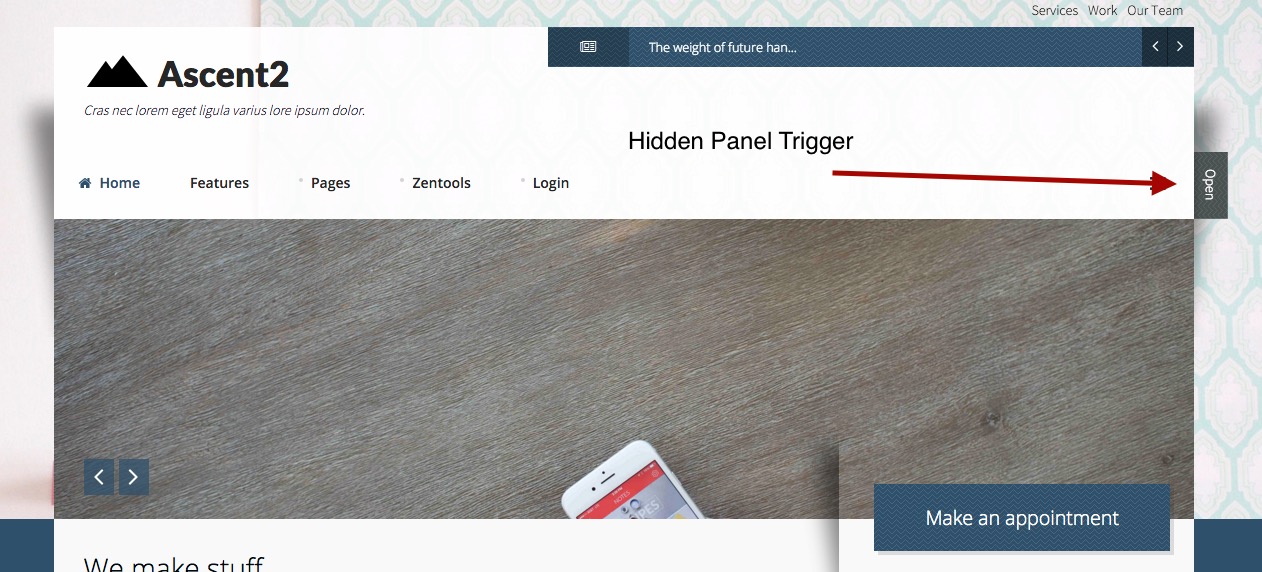 Services Work Our Team
The weight of future han...
Ascent2
Cras nec lorem eget ligula varius lore ipsum dolor.
Hidden Panel Trigger
Home Features Pages Zentools Login
Open
NOTES
Make an appointment
We make stuff